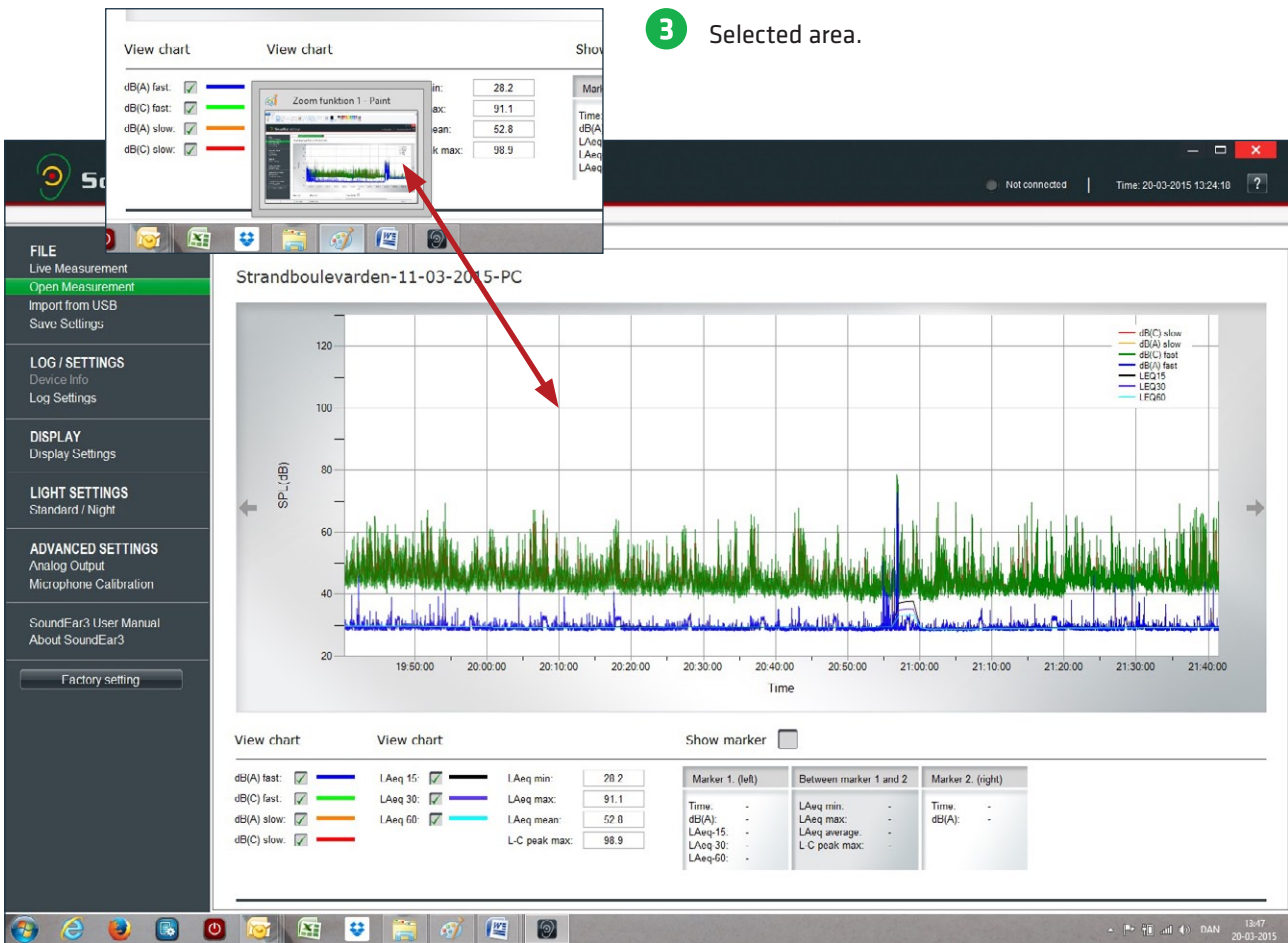 3 Selected area.
View chart View chart
dB(A) fast: 28.2
dB(C) fast: 91.1
dB(A) slow: 52.8
dB(C) slow: k max: 98.9
Zoom funktion 1 - Paint
Not connected | Time: 20-03-2015 13:24:18 ?
FILE
Live Measurement
Open Measurement
Import from USB
Save Settings
LOG / SETTINGS
Device Info
Log Settings
DISPLAY
Display Settings
LIGHT SETTINGS
Standard / Night
ADVANCED SETTINGS
Analog Output
Microphone Calibration
SoundEar3 User Manual
About SoundEar3
Factory setting
Strandboulevarden-11-03-2015-PC
dB(C) slow
dB(A) slow
dB(C) fast
dB(A) fast
LEQ15
LEQ30
LEQ60
SPL(dB)
120
100
80
60
40
20
19:50:00 20:00:00 20:10:00 20:20:00 20:30:00 20:40:00 20:50:00 21:00:00 21:10:00 21:20:00 21:30:00 21:40:00
Time
View chart View chart Show marker
dB(A) fast: LAeq 15: LAeq min: 28.2
dB(C) fast: LAeq 30: LAeq max: 91.1
dB(A) slow: LAeq 60: LAeq mean: 52.8
dB(C) slow: L-C peak max: 98.9
Marker 1. (left) Between marker 1 and 2 Marker 2. (right)
Time. - LAeq min. - Time. -
dB(A): - LAeq max: - dB(A): -
LAeq-15. - LAeq average. -
LAeq 30: - L-C peak max: -
LAeq-60: -
DAN 13:47
20-03-2015